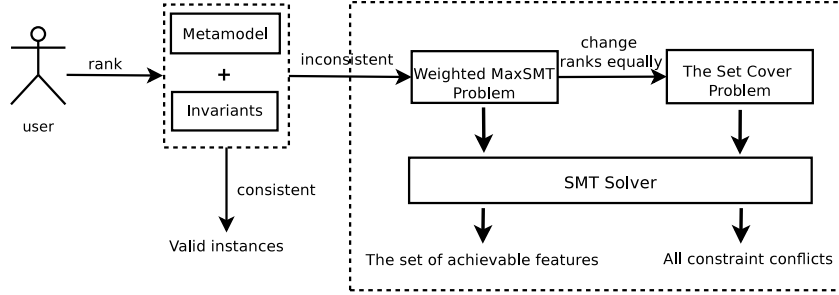 Metamodel
+
Invariants
user
rank
inconsistent
consistent
Valid instances
Weighted MaxSMT
Problem
change
ranks equally
The Set Cover
Problem
SMT Solver
The set of achievable features
All constraint conflicts